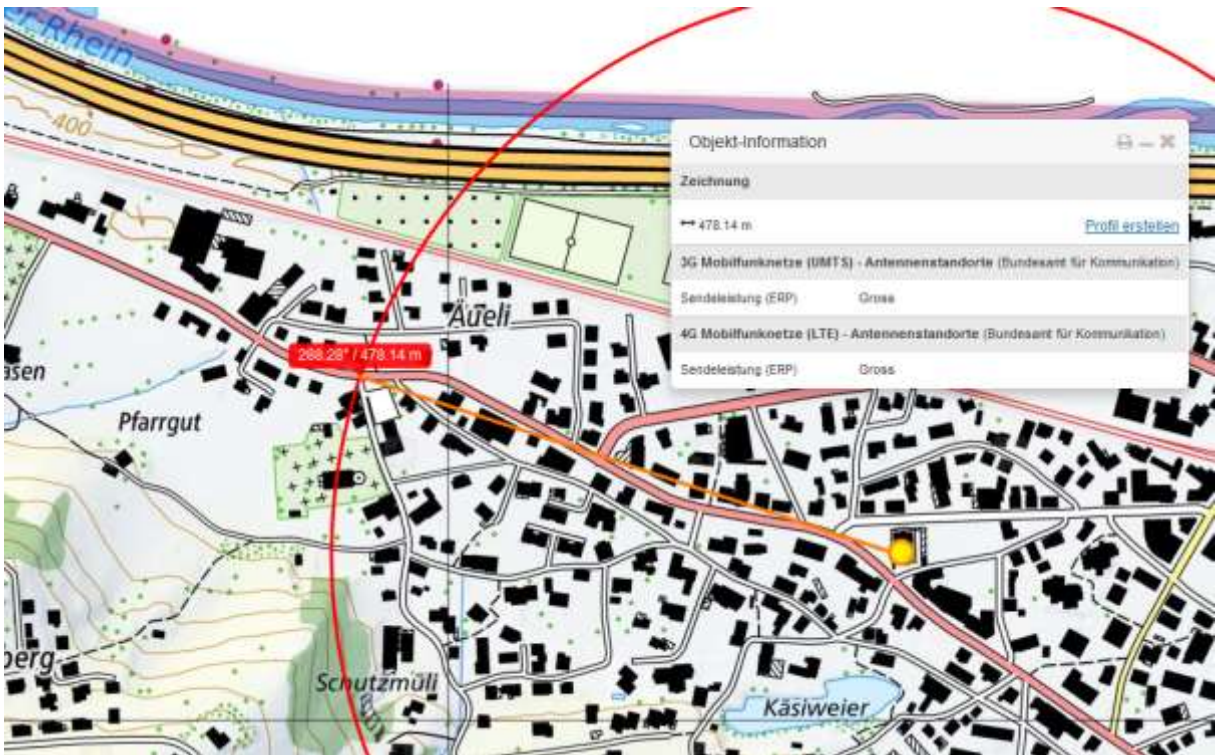 er-Rhein
400
Objekt-Information
Zeichnung
478.14 m
Profil erstellen
3G Mobilfunknetze (UMTS) - Antennenstandorte (Bundesamt für Kommunikation)
Sendeleistung (ERP) Gross
4G Mobilfunknetze (LTE) - Antennenstandorte (Bundesamt für Kommunikation)
Sendeleistung (ERP) Gross
Äueli
288.28° / 478.14 m
asen
Pfarrgut
berg
Schutzmüli
Käsiweier